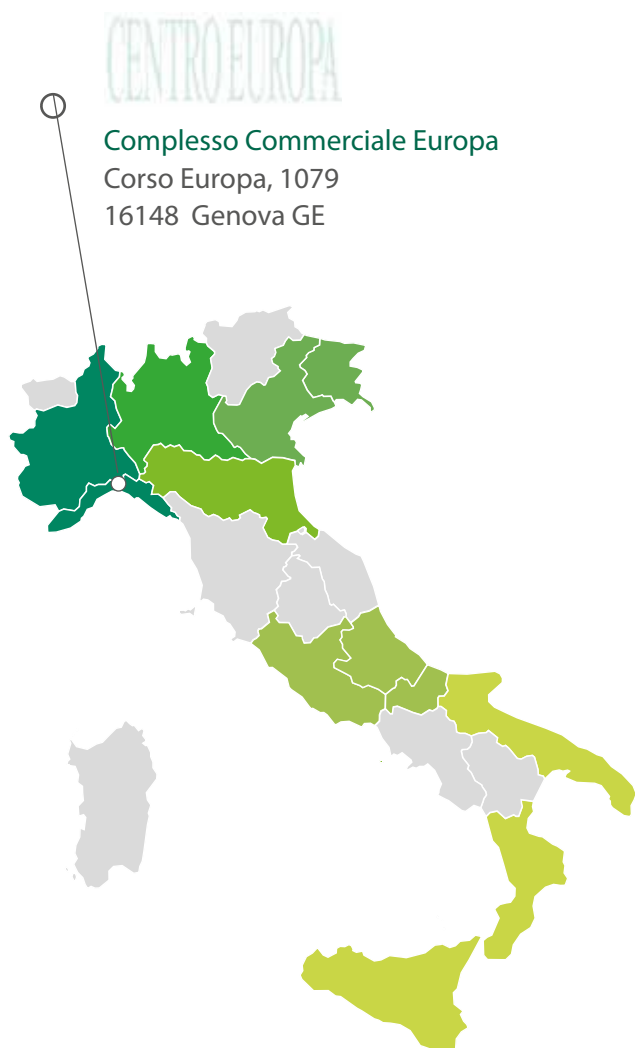 CENTRO EUROPA
Complesso Commerciale Europa
Corso Europa, 1079
16148 Genova GE